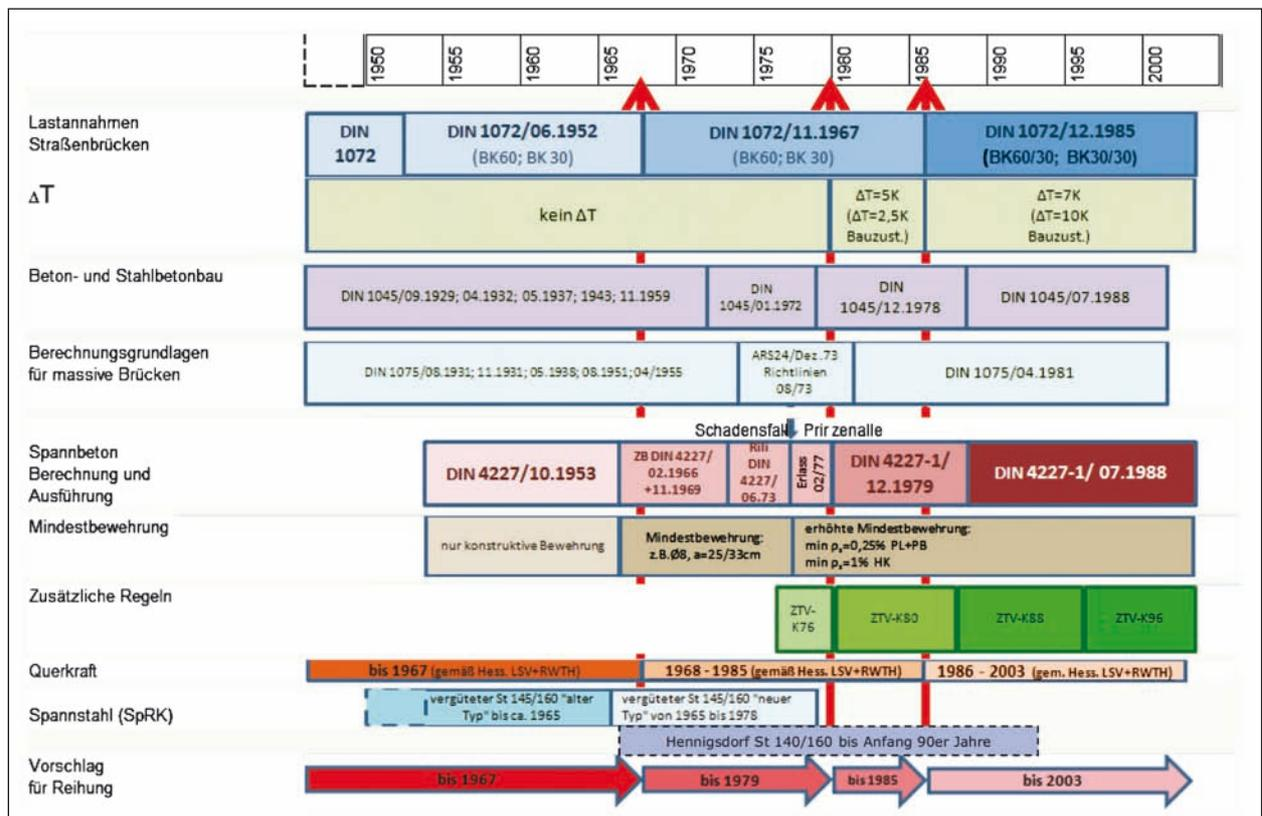 1950 1955 1960 1965 1970 1975 1980 1985 1990 1995 2000
Lastannahmen
Straßenbrücken
DIN
1072
DIN 1072/06.1952
(BK60; BK 30)
DIN 1072/11.1967
(BK60; BK 30)
DIN 1072/12.1985
(BK60/30; BK30/30)
ΔT
kein ΔT
ΔT=5K
(ΔT=2,5K
Bauzust.)
ΔT=7K
(ΔT=10K
Bauzust.)
Beton- und Stahlbetonbau
DIN 1045/09.1929; 04.1932; 05.1937; 1943; 11.1959
DIN
1045/01.1972
DIN
1045/12.1978
DIN 1045/07.1988
Berechnungsgrundlagen
für massive Brücken
DIN 1075/08.1931; 11.1931; 05.1938; 08.1951; 04/1955
ARS24/Dez.73
Richtlinien
08/73
DIN 1075/04.1981
Schadensfall Prinzenalle
Spannbeton
Berechnung und
Ausführung
DIN 4227/10.1953
ZB DIN 4227/
02.1966
+11.1969
Rili
DIN
4227/
06.73
Erlass
02/77
DIN 4227-1/
12.1979
DIN 4227-1/ 07.1988
Mindestbewehrung
nur konstruktive Bewehrung
Mindestbewehrung:
z.B.Ø8, a=25/33cm
erhöhte Mindestbewehrung:
min ρs=0,25% PL+PB
min ρs=1% HK
Zusätzliche Regeln
ZTV-
K76
ZTV-K80
ZTV-K88
ZTV-K96
Querkraft
bis 1967 (gemäß Hess. LSV+RWTH)
1968 - 1985 (gemäß Hess. LSV+RWTH)
1986 - 2003 (gem. Hess. LSV+RWTH)
Spannstahl (SpRK)
vergüteter St 145/160 "alter
Typ" bis ca. 1965
vergüteter St 145/160 "neuer
Typ" von 1965 bis 1978
Hennigsdorf St 140/160 bis Anfang 90er Jahre
Vorschlag
für Reihung
bis 1967
bis 1979
bis 1985
bis 2003